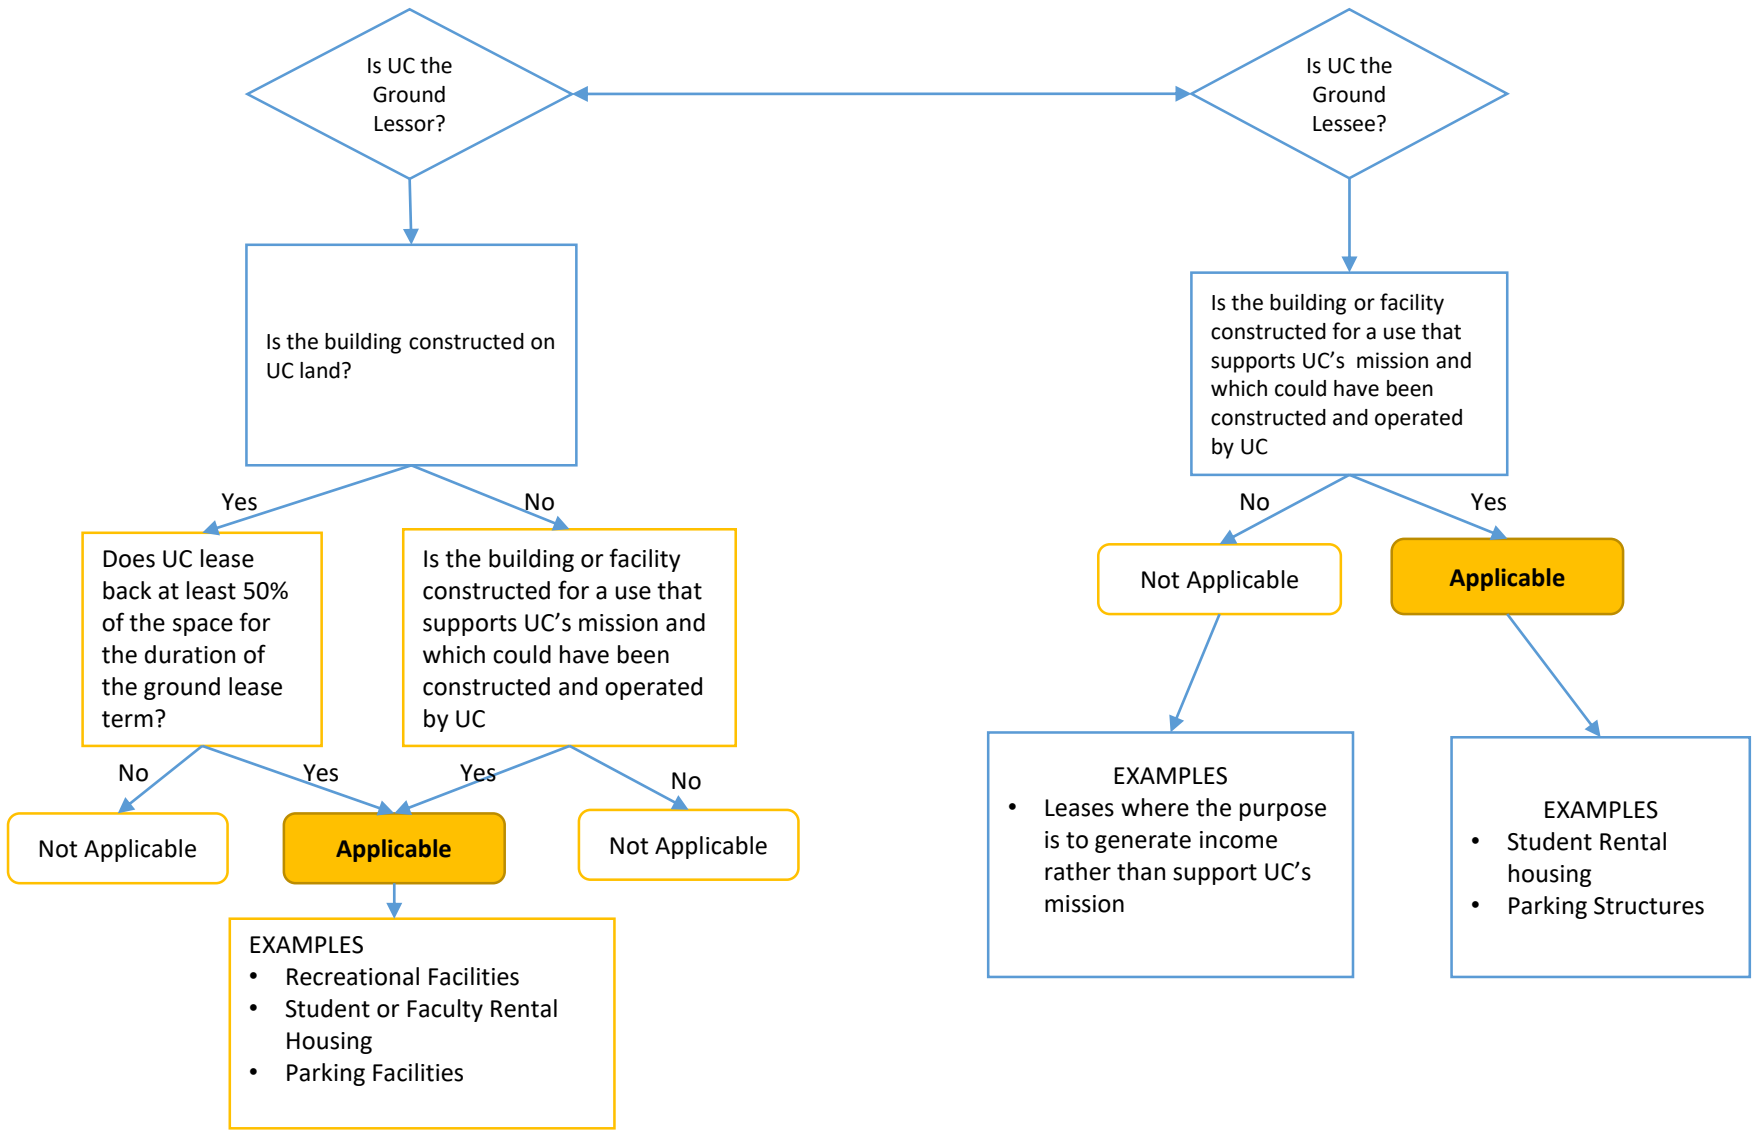 Is UC the
Ground
Lessor?
Is UC the
Ground
Lessee?
Is the building constructed on
UC land?
Is the building or facility
constructed for a use that
supports UC’s mission and
which could have been
constructed and operated
by UC
Yes
No
No
Yes
Does UC lease
back at least 50%
of the space for
the duration of
the ground lease
term?
Is the building or facility
constructed for a use that
supports UC’s mission and
which could have been
constructed and operated
by UC
Not Applicable
Applicable
No
Yes
Yes
No
Not Applicable
Applicable
Not Applicable
EXAMPLES
• Leases where the purpose
is to generate income
rather than support UC’s
mission
EXAMPLES
• Student Rental
housing
• Parking Structures
EXAMPLES
• Recreational Facilities
• Student or Faculty Rental
Housing
• Parking Facilities